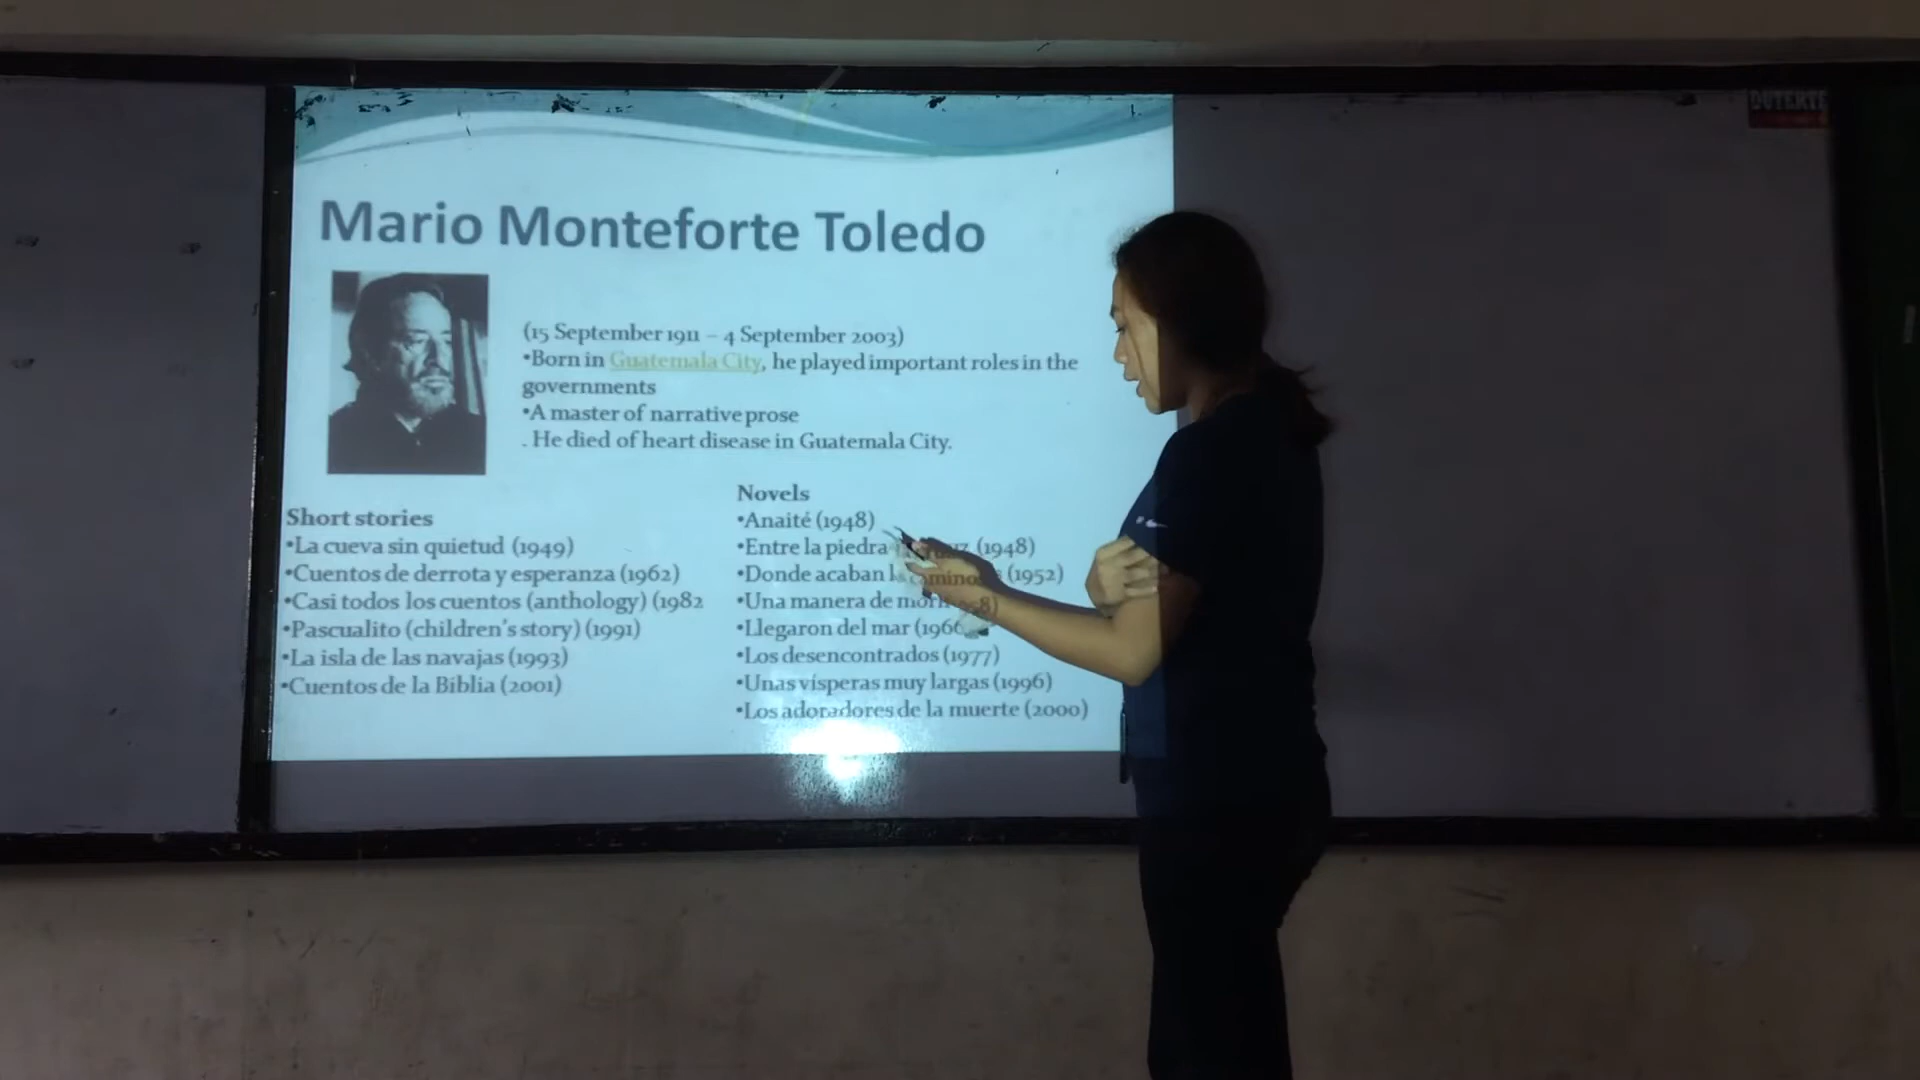 DUTERTE
Mario Monteforte Toledo
(15 September 1911 – 4 September 2003)
•Born in Guatemala City, he played important roles in the
governments
•A master of narrative prose
. He died of heart disease in Guatemala City.
Short stories
•La cueva sin quietud (1949)
•Cuentos de derrota y esperanza (1962)
•Casi todos los cuentos (anthology) (1982
•Pascualito (children's story) (1991)
•La isla de las navajas (1993)
•Cuentos de la Biblia (2001)
Novels
•Anaité (1948)
•Entre la piedra (1948)
•Donde acaban (1952)
•Una manera de
•Llegaron del mar (1966
•Los desencontrados (1977)
•Unas vísperas muy largas (1996)
•Los adoradores de la muerte (2000)